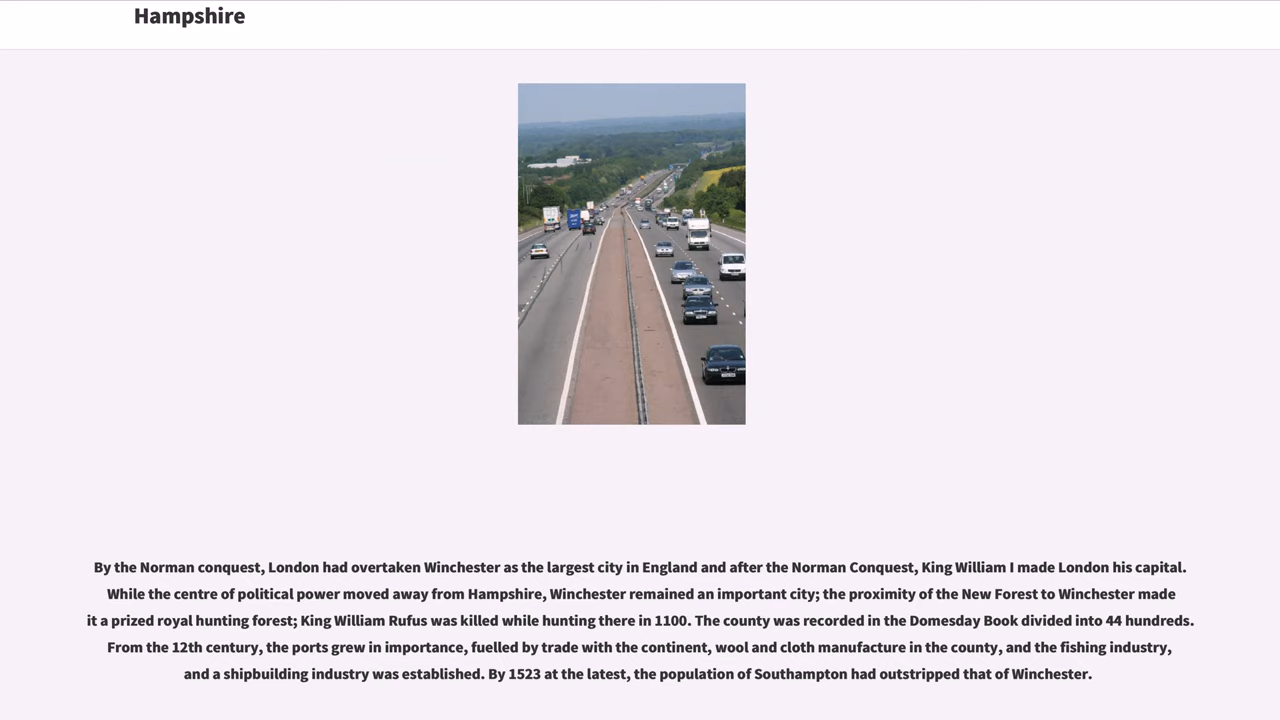 Hampshire
By the Norman conquest, London had overtaken Winchester as the largest city in England and after the Norman Conquest, King William I made London his capital.
While the centre of political power moved away from Hampshire, Winchester remained an important city; the proximity of the New Forest to Winchester made
it a prized royal hunting forest; King William Rufus was killed while hunting there in 1100. The county was recorded in the Domesday Book divided into 44 hundreds.
From the 12th century, the ports grew in importance, fuelled by trade with the continent, wool and cloth manufacture in the county, and the fishing industry,
and a shipbuilding industry was established. By 1523 at the latest, the population of Southampton had outstripped that of Winchester.